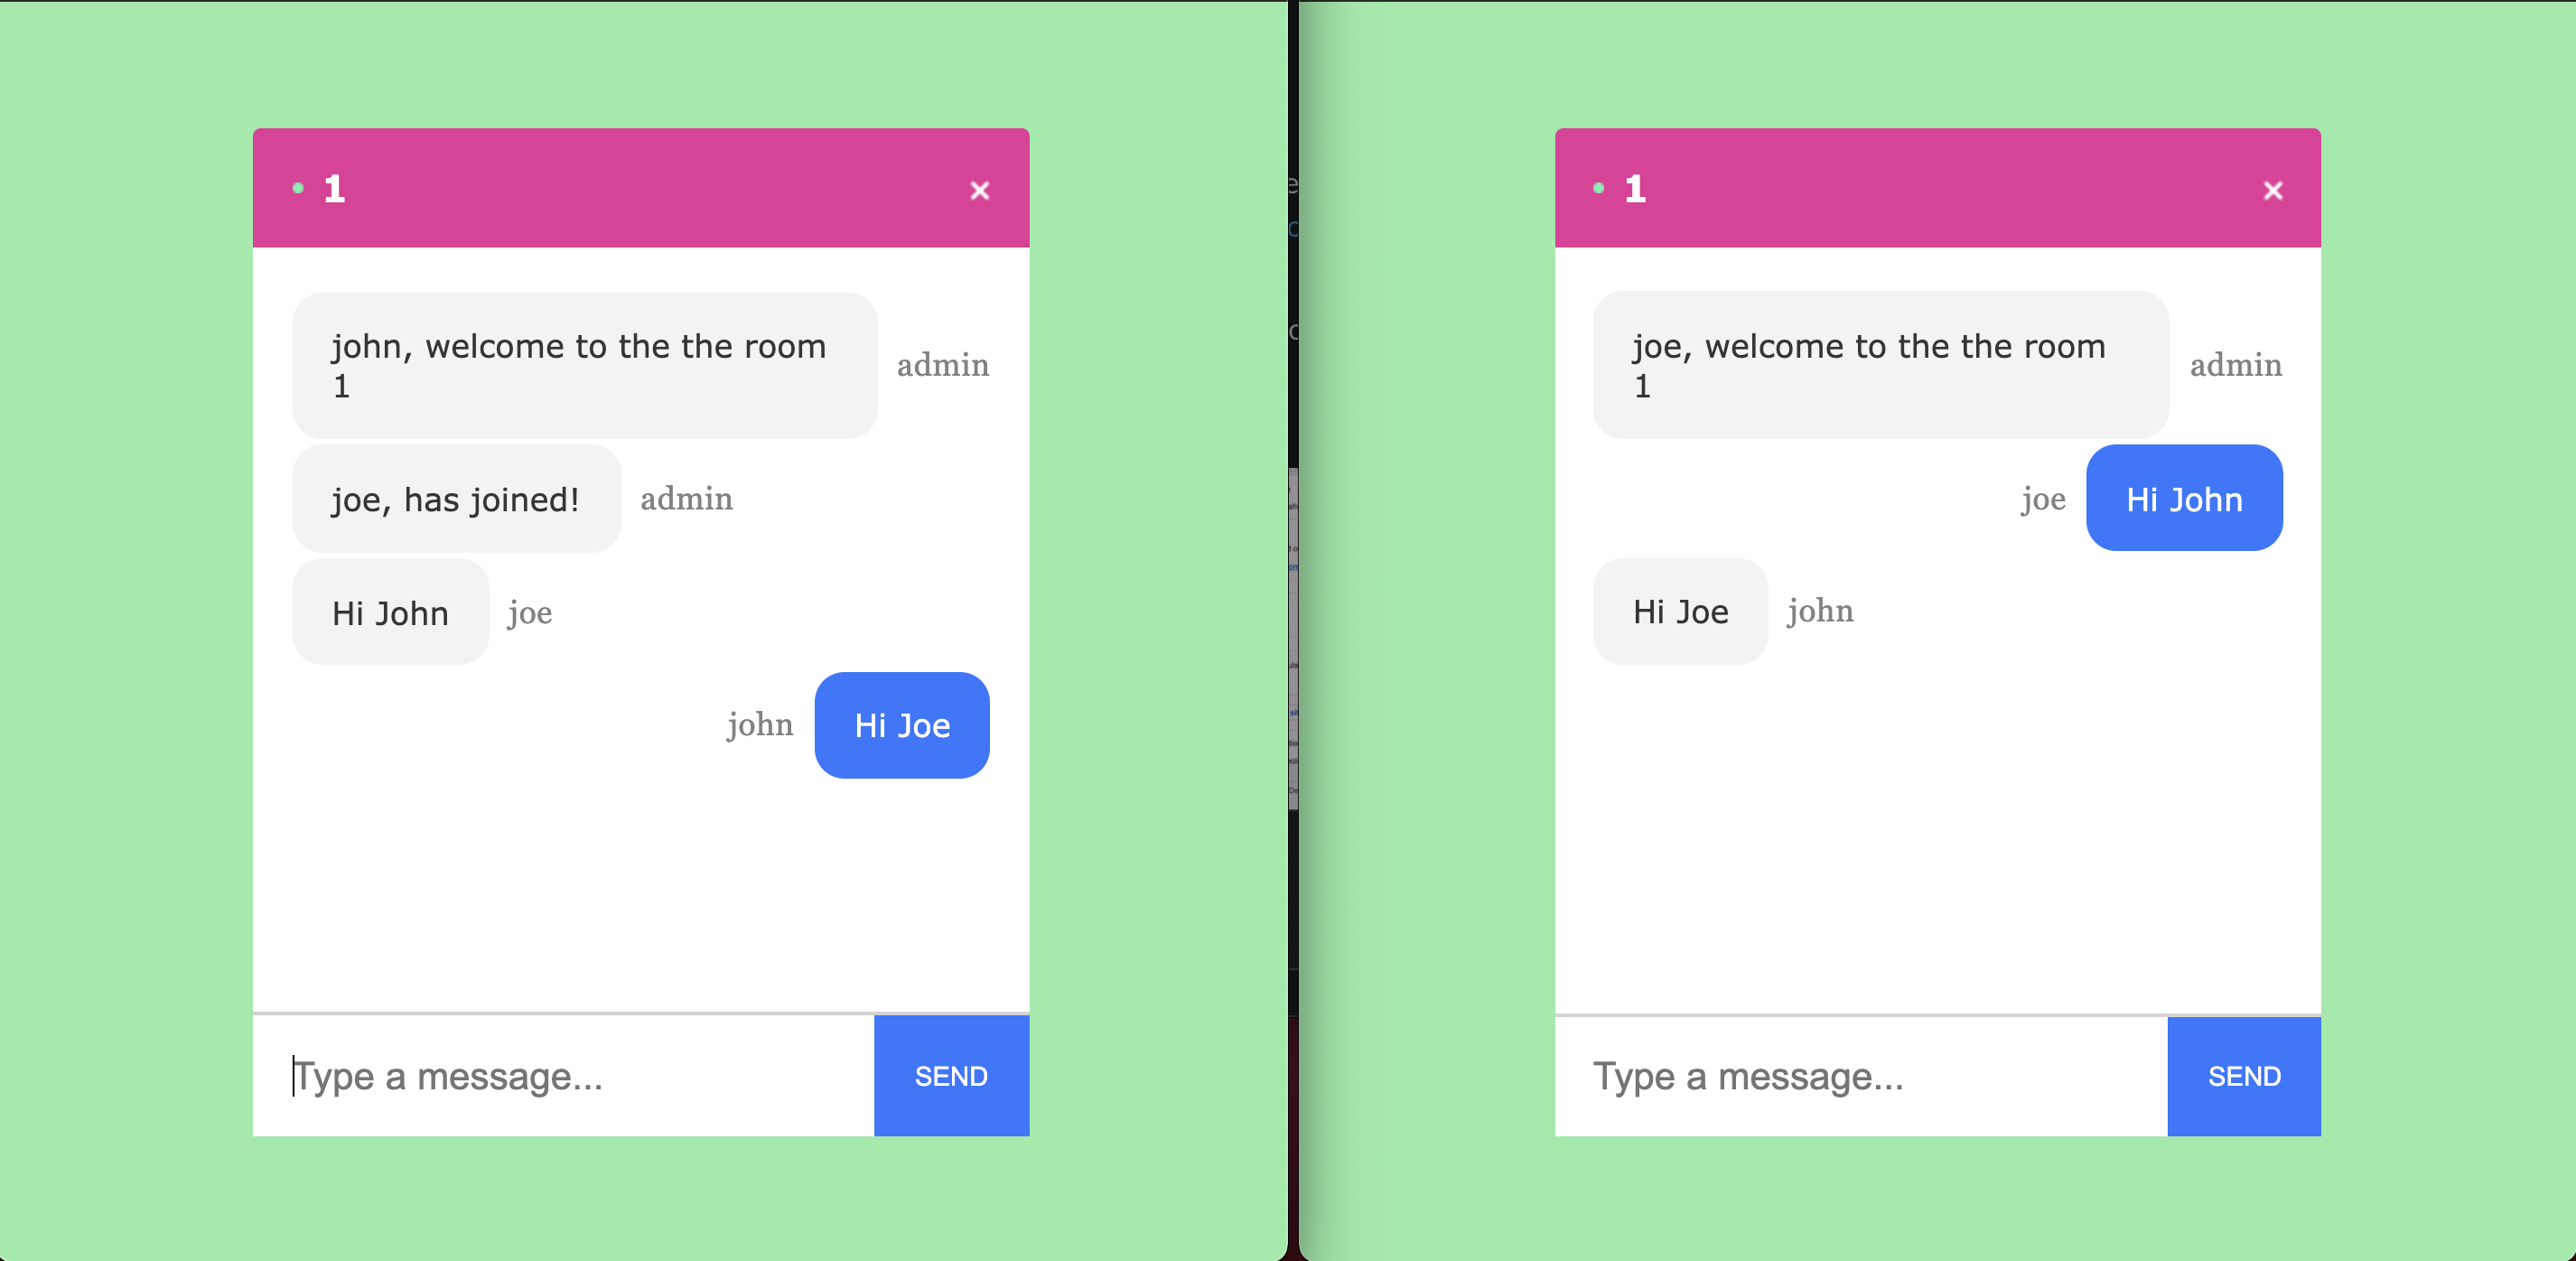 1
×
john, welcome to the the room
1
admin
joe, has joined!
admin
Hi John
joe
john
Hi Joe
Type a message...
SEND
1
×
joe, welcome to the the room
1
admin
joe
Hi John
Hi Joe
john
Type a message...
SEND